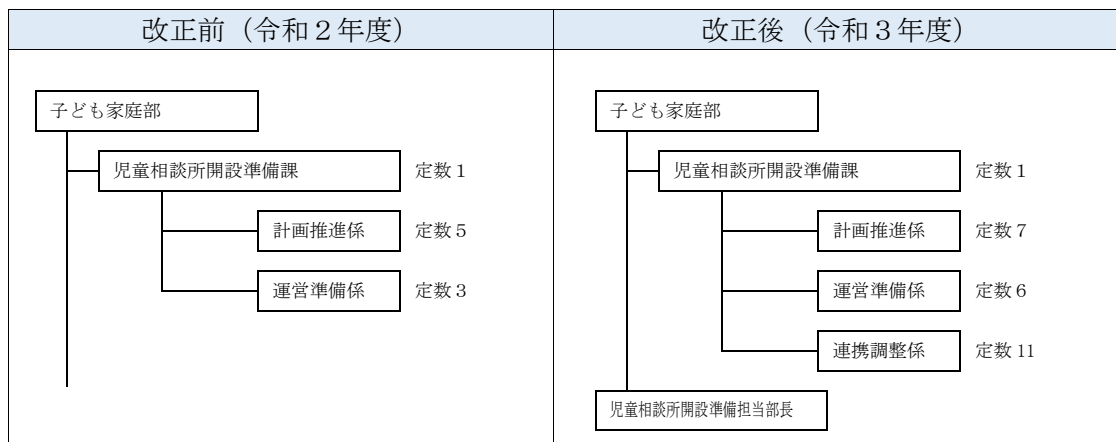 改正前（令和２年度）
子ども家庭部
児童相談所開設準備課 定数１
計画推進係 定数５
運営準備係 定数３
改正後（令和３年度）
子ども家庭部
児童相談所開設準備課 定数１
計画推進係 定数７
運営準備係 定数６
連携調整係 定数 11
児童相談所開設準備担当部長